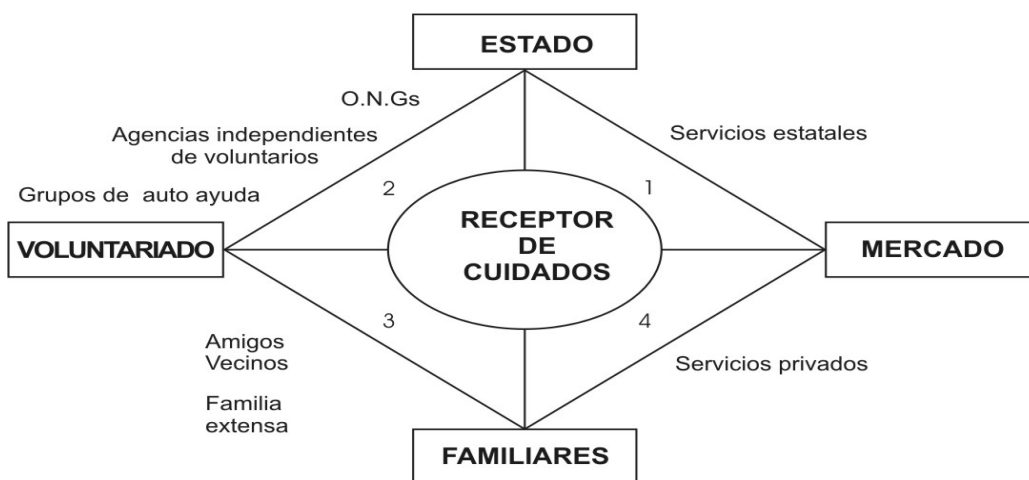 ESTADO
O.N.Gs
Agencias independientes
de voluntarios
Servicios estatales
Grupos de auto ayuda
2
1
VOLUNTARIADO
RECEPTOR
DE
CUIDADOS
MERCADO
3
4
Amigos
Vecinos
Servicios privados
Familia
extensa
FAMILIARES